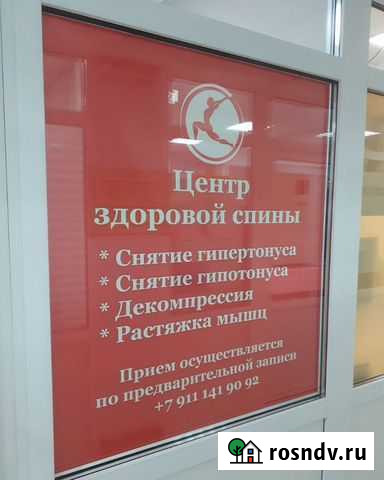 Центр
здоровой спины
* Снятие гипертонуса
* Снятие гипотонуса
* Декомпрессия
* Растяжка мышц
Прием осуществляется
по предварительной записи
+7 911 141 90 92
rosndv.ru